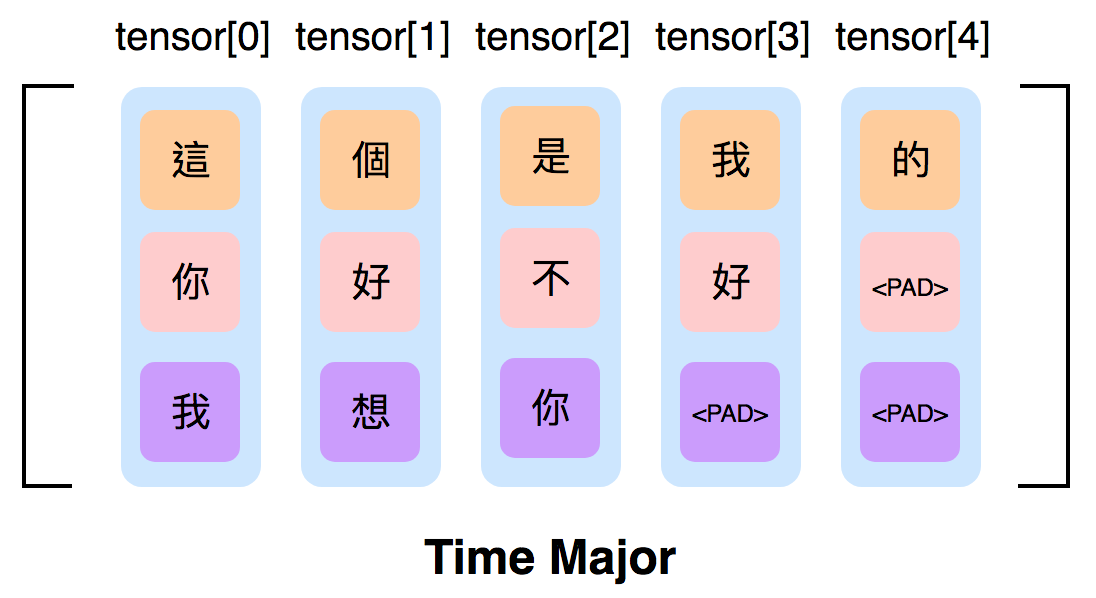 tensor[0] tensor[1] tensor[2] tensor[3] tensor[4]
這 個 是 我 的
你 好 不 好 <PAD>
我 想 你 <PAD> <PAD>
Time Major